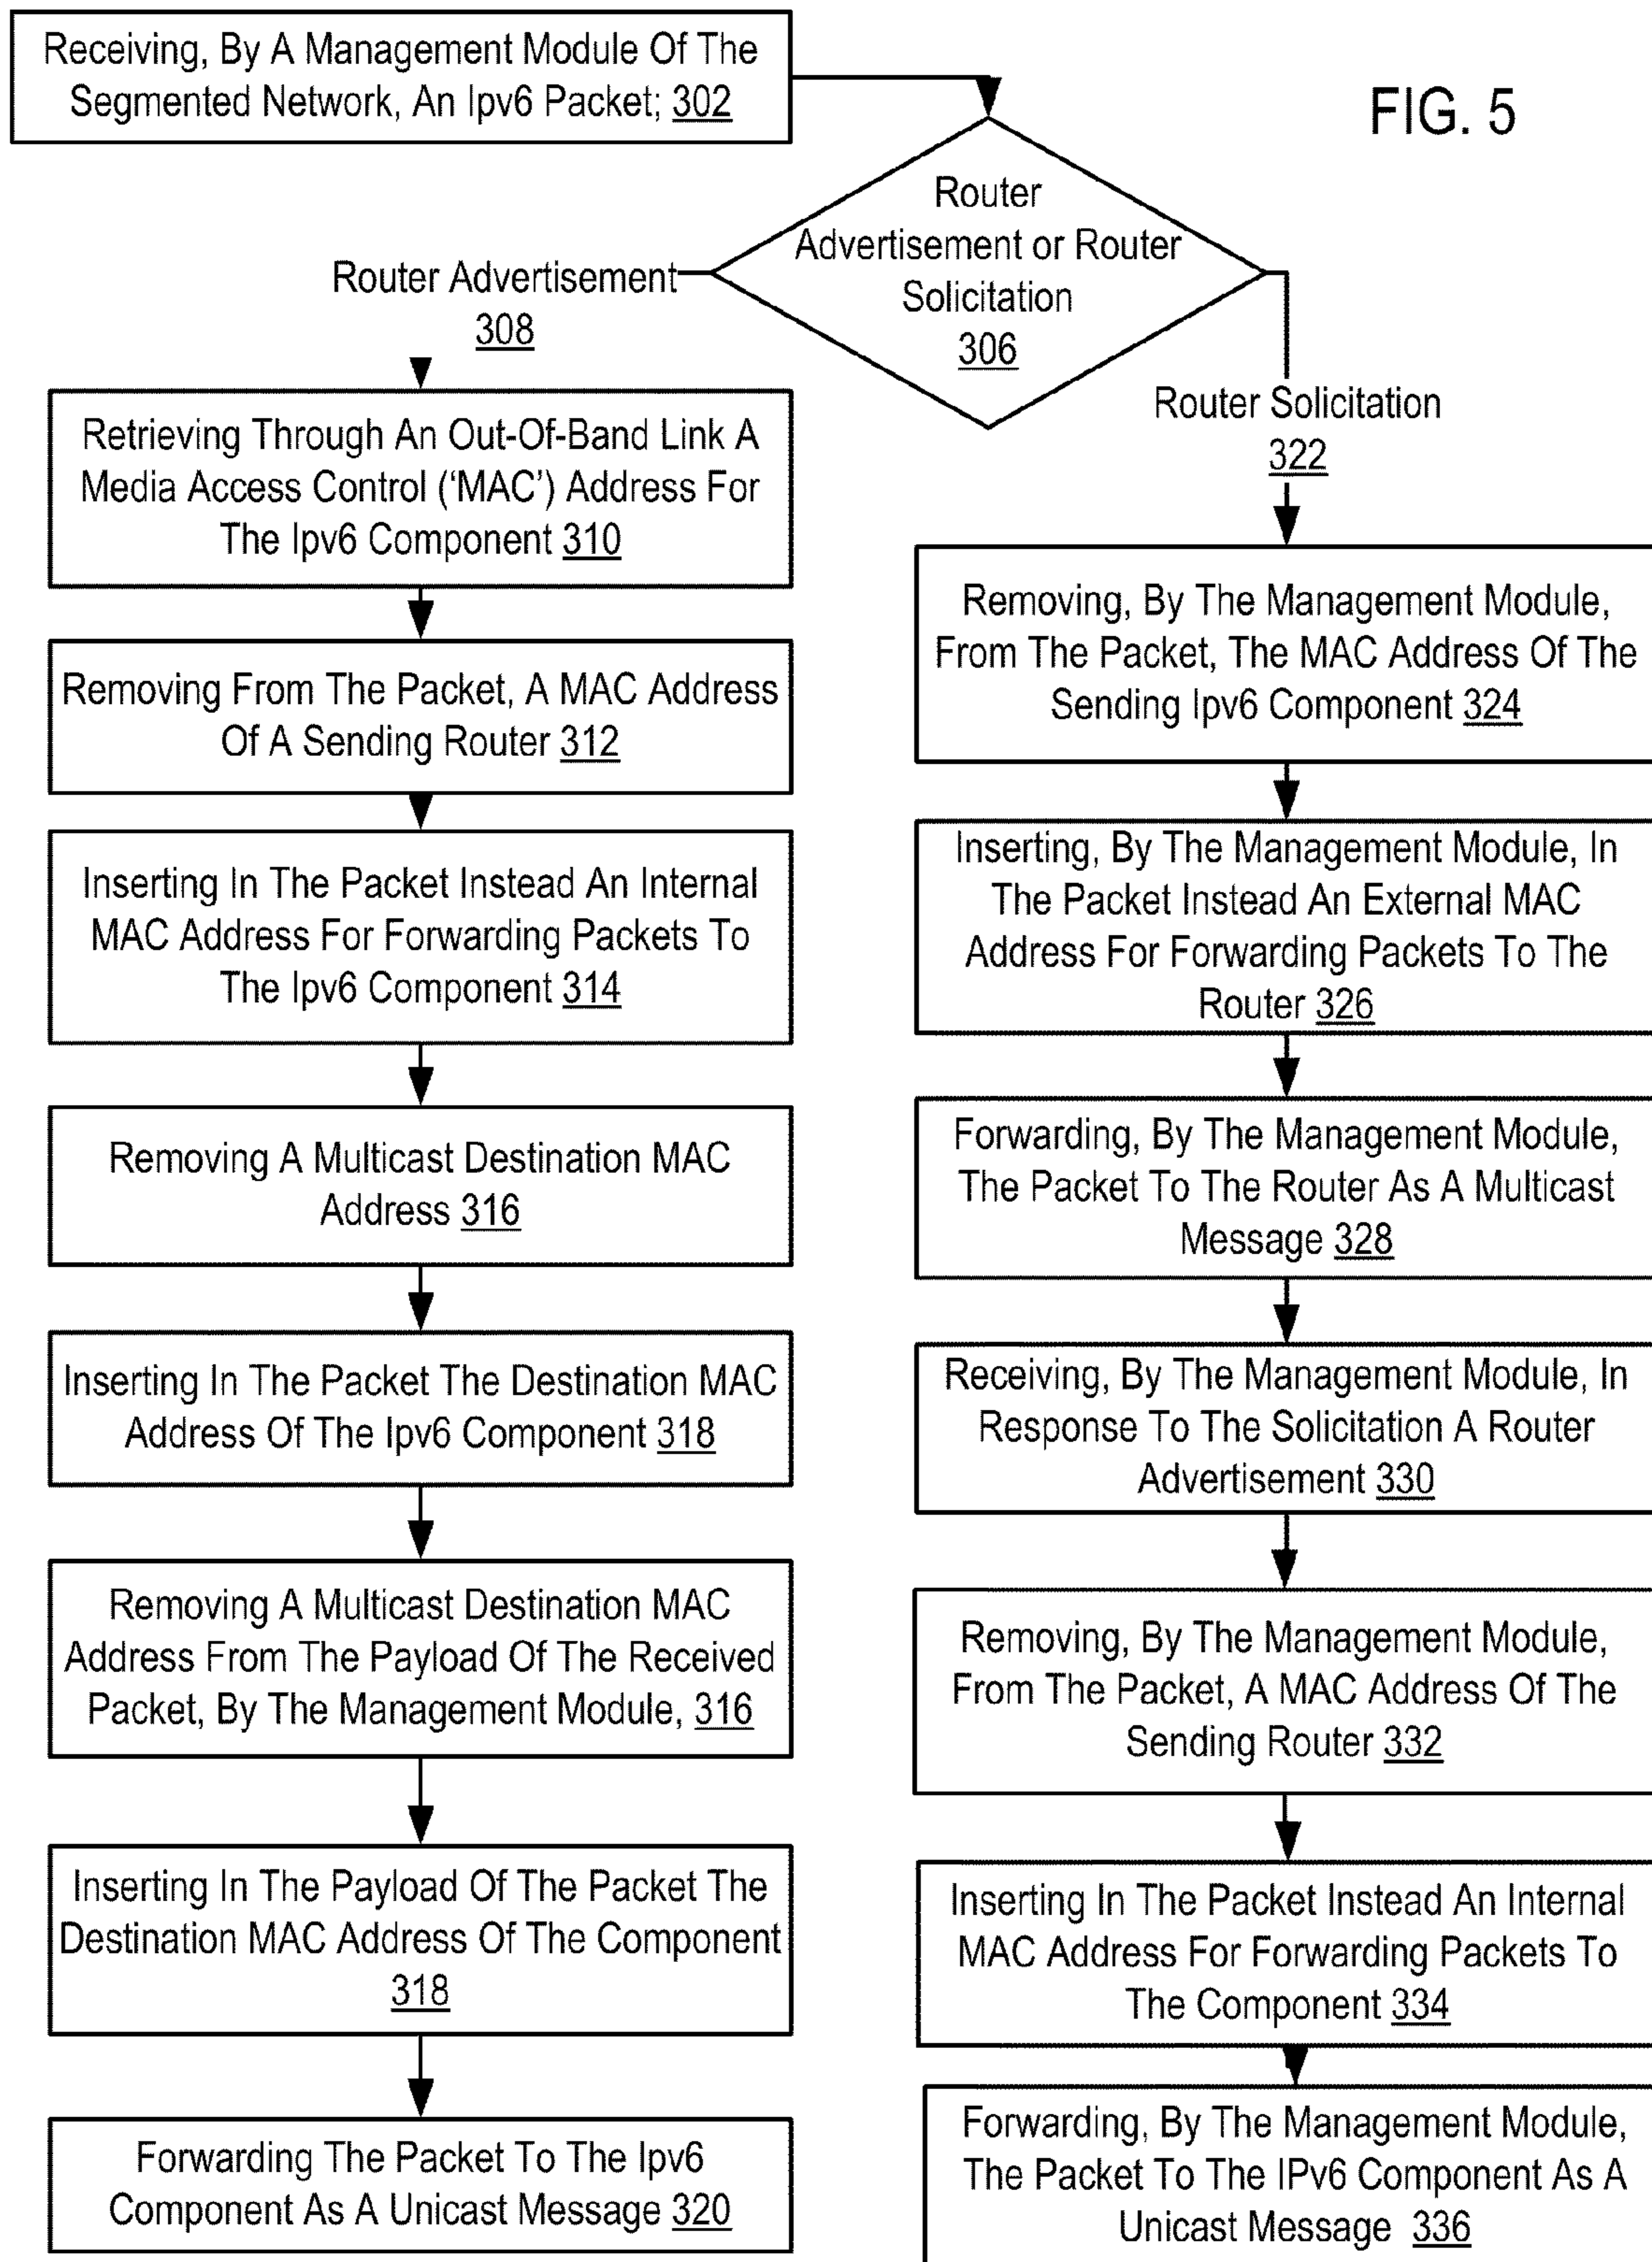 Receiving, By A Management Module Of The
Segmented Network, An Ipv6 Packet; 302
FIG. 5
Router
Advertisement or Router
Solicitation
306
Router Advertisement
308
Retrieving Through An Out-Of-Band Link A
Media Access Control (‘MAC’) Address For
The Ipv6 Component 310
Removing From The Packet, A MAC Address
Of A Sending Router 312
Inserting In The Packet Instead An Internal
MAC Address For Forwarding Packets To
The Ipv6 Component 314
Removing A Multicast Destination MAC
Address 316
Inserting In The Packet The Destination MAC
Address Of The Ipv6 Component 318
Removing A Multicast Destination MAC
Address From The Payload Of The Received
Packet, By The Management Module, 316
Inserting In The Payload Of The Packet The
Destination MAC Address Of The Component
318
Forwarding The Packet To The Ipv6
Component As A Unicast Message 320
Router Solicitation
322
Removing, By The Management Module,
From The Packet, The MAC Address Of The
Sending Ipv6 Component 324
Inserting, By The Management Module, In
The Packet Instead An External MAC
Address For Forwarding Packets To The
Router 326
Forwarding, By The Management Module,
The Packet To The Router As A Multicast
Message 328
Receiving, By The Management Module, In
Response To The Solicitation A Router
Advertisement 330
Removing, By The Management Module,
From The Packet, A MAC Address Of The
Sending Router 332
Inserting In The Packet Instead An Internal
MAC Address For Forwarding Packets To
The Component 334
Forwarding, By The Management Module,
The Packet To The IPv6 Component As A
Unicast Message 336